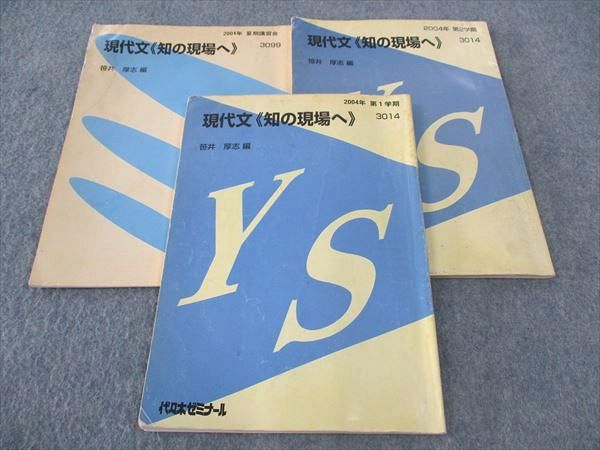 2004年 夏期講習会
現代文《知の現場へ》
3099
笹井 厚志 編
2004年 第2学期
現代文《知の現場へ》
3014
笹井 厚志 編
YS
2004年 第1学期
現代文《知の現場へ》
3014
笹井 厚志 編
YS
代々木ゼミナール